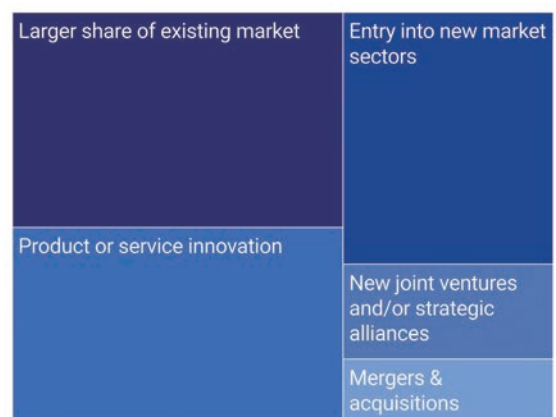 Larger share of existing market
Entry into new market
sectors
Product or service innovation
New joint ventures
and/or strategic
alliances
Mergers &
acquisitions